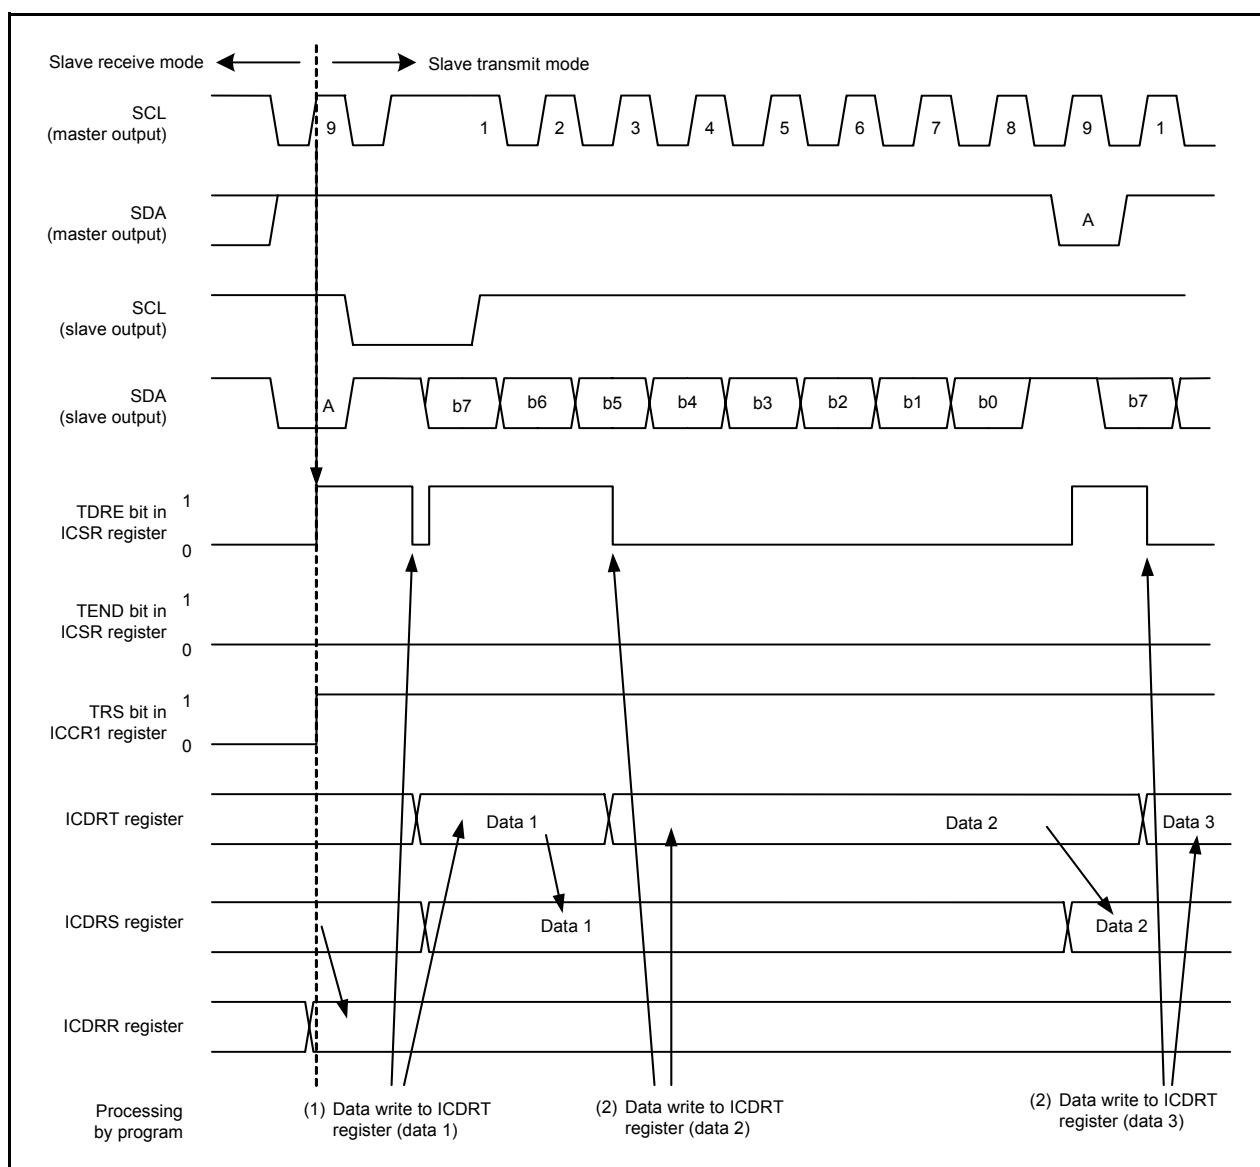 Slave receive mode
Slave transmit mode
SCL
(master output)
9 1 2 3 4 5 6 7 8 9 1
SDA
(master output)
A
SCL
(slave output)
SDA
(slave output)
A b7 b6 b5 b4 b3 b2 b1 b0 b7
TDRE bit in
ICSR register
1
0
TEND bit in
ICSR register
1
0
TRS bit in
ICCR1 register
1
0
ICDRT register
Data 1
Data 2
Data 3
ICDRS register
Data 1
Data 2
ICDRR register
Processing
by program
(1) Data write to ICDRT
register (data 1)
(2) Data write to ICDRT
register (data 2)
(2) Data write to ICDRT
register (data 3)